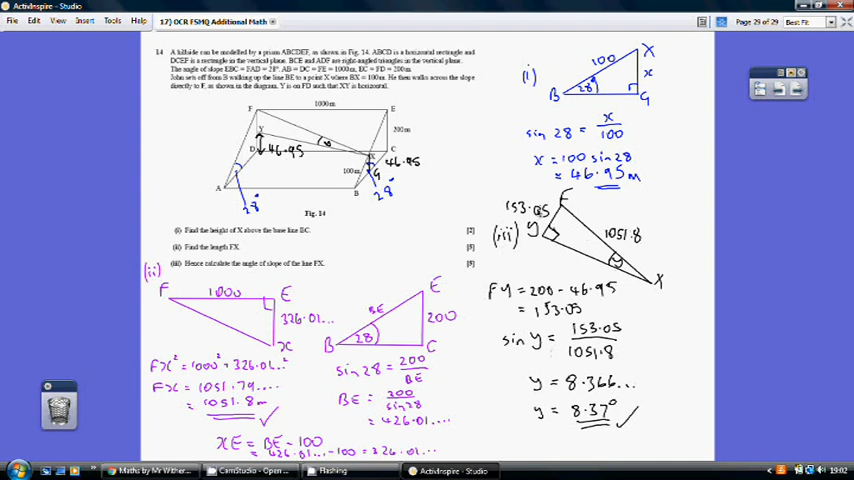 ActivInspire - Studio
File Edit View Insert Tools Help
17) OCR FSMQ Additional Math
Page 29 of 29
Best Fit
14 A hillside can be modelled by a prism ABCDEF, as shown in Fig. 14. ABCD is a horizontal rectangle and
DCEF is a rectangle in the vertical plane. BCE and ADF are right-angled triangles in the vertical plane.
The angle of slope EBC = FAD = 28°. AB = DC = FE = 1000m, EC = FD = 200m.
John sets off from B walking up the line BE to a point X where BX = 100m. He then walks across the slope
directly to F, as shown in the diagram. Y is on FD such that XY is horizontal.
F 1000m E
Y
200m
D 46.95 X C 46.95
100m G
A B
28° 28°
Fig. 14
(i) Find the height of X above the base BC. [2]
(ii) Find the length FX. [5]
(iii) Hence calculate the angle of slope of the line FX. [5]
(i)
100 X
x
B 28° G
sin 28 = x/100
x = 100 sin 28
= 46.95 m
(ii)
F 1000 E
326.01...
X
FX² = 1000² + 326.01..²
FX = 1051.79....
= 1051.8m
E
BE
200
B 28 C
sin 28 = 200/BE
BE = 200/sin28
= 426.01....
XE = BE - 100
= 426.01... - 100 = 326.01...
153.05 F
(iii) y 1051.8
y X
FY = 200 - 46.95
= 153.05
sin y = 153.05/1051.8
y = 8.366...
y = 8.37°
Maths by Mr Wither...
CamStudio - Open S...
Flashing
ActivInspire - Studio
19:02